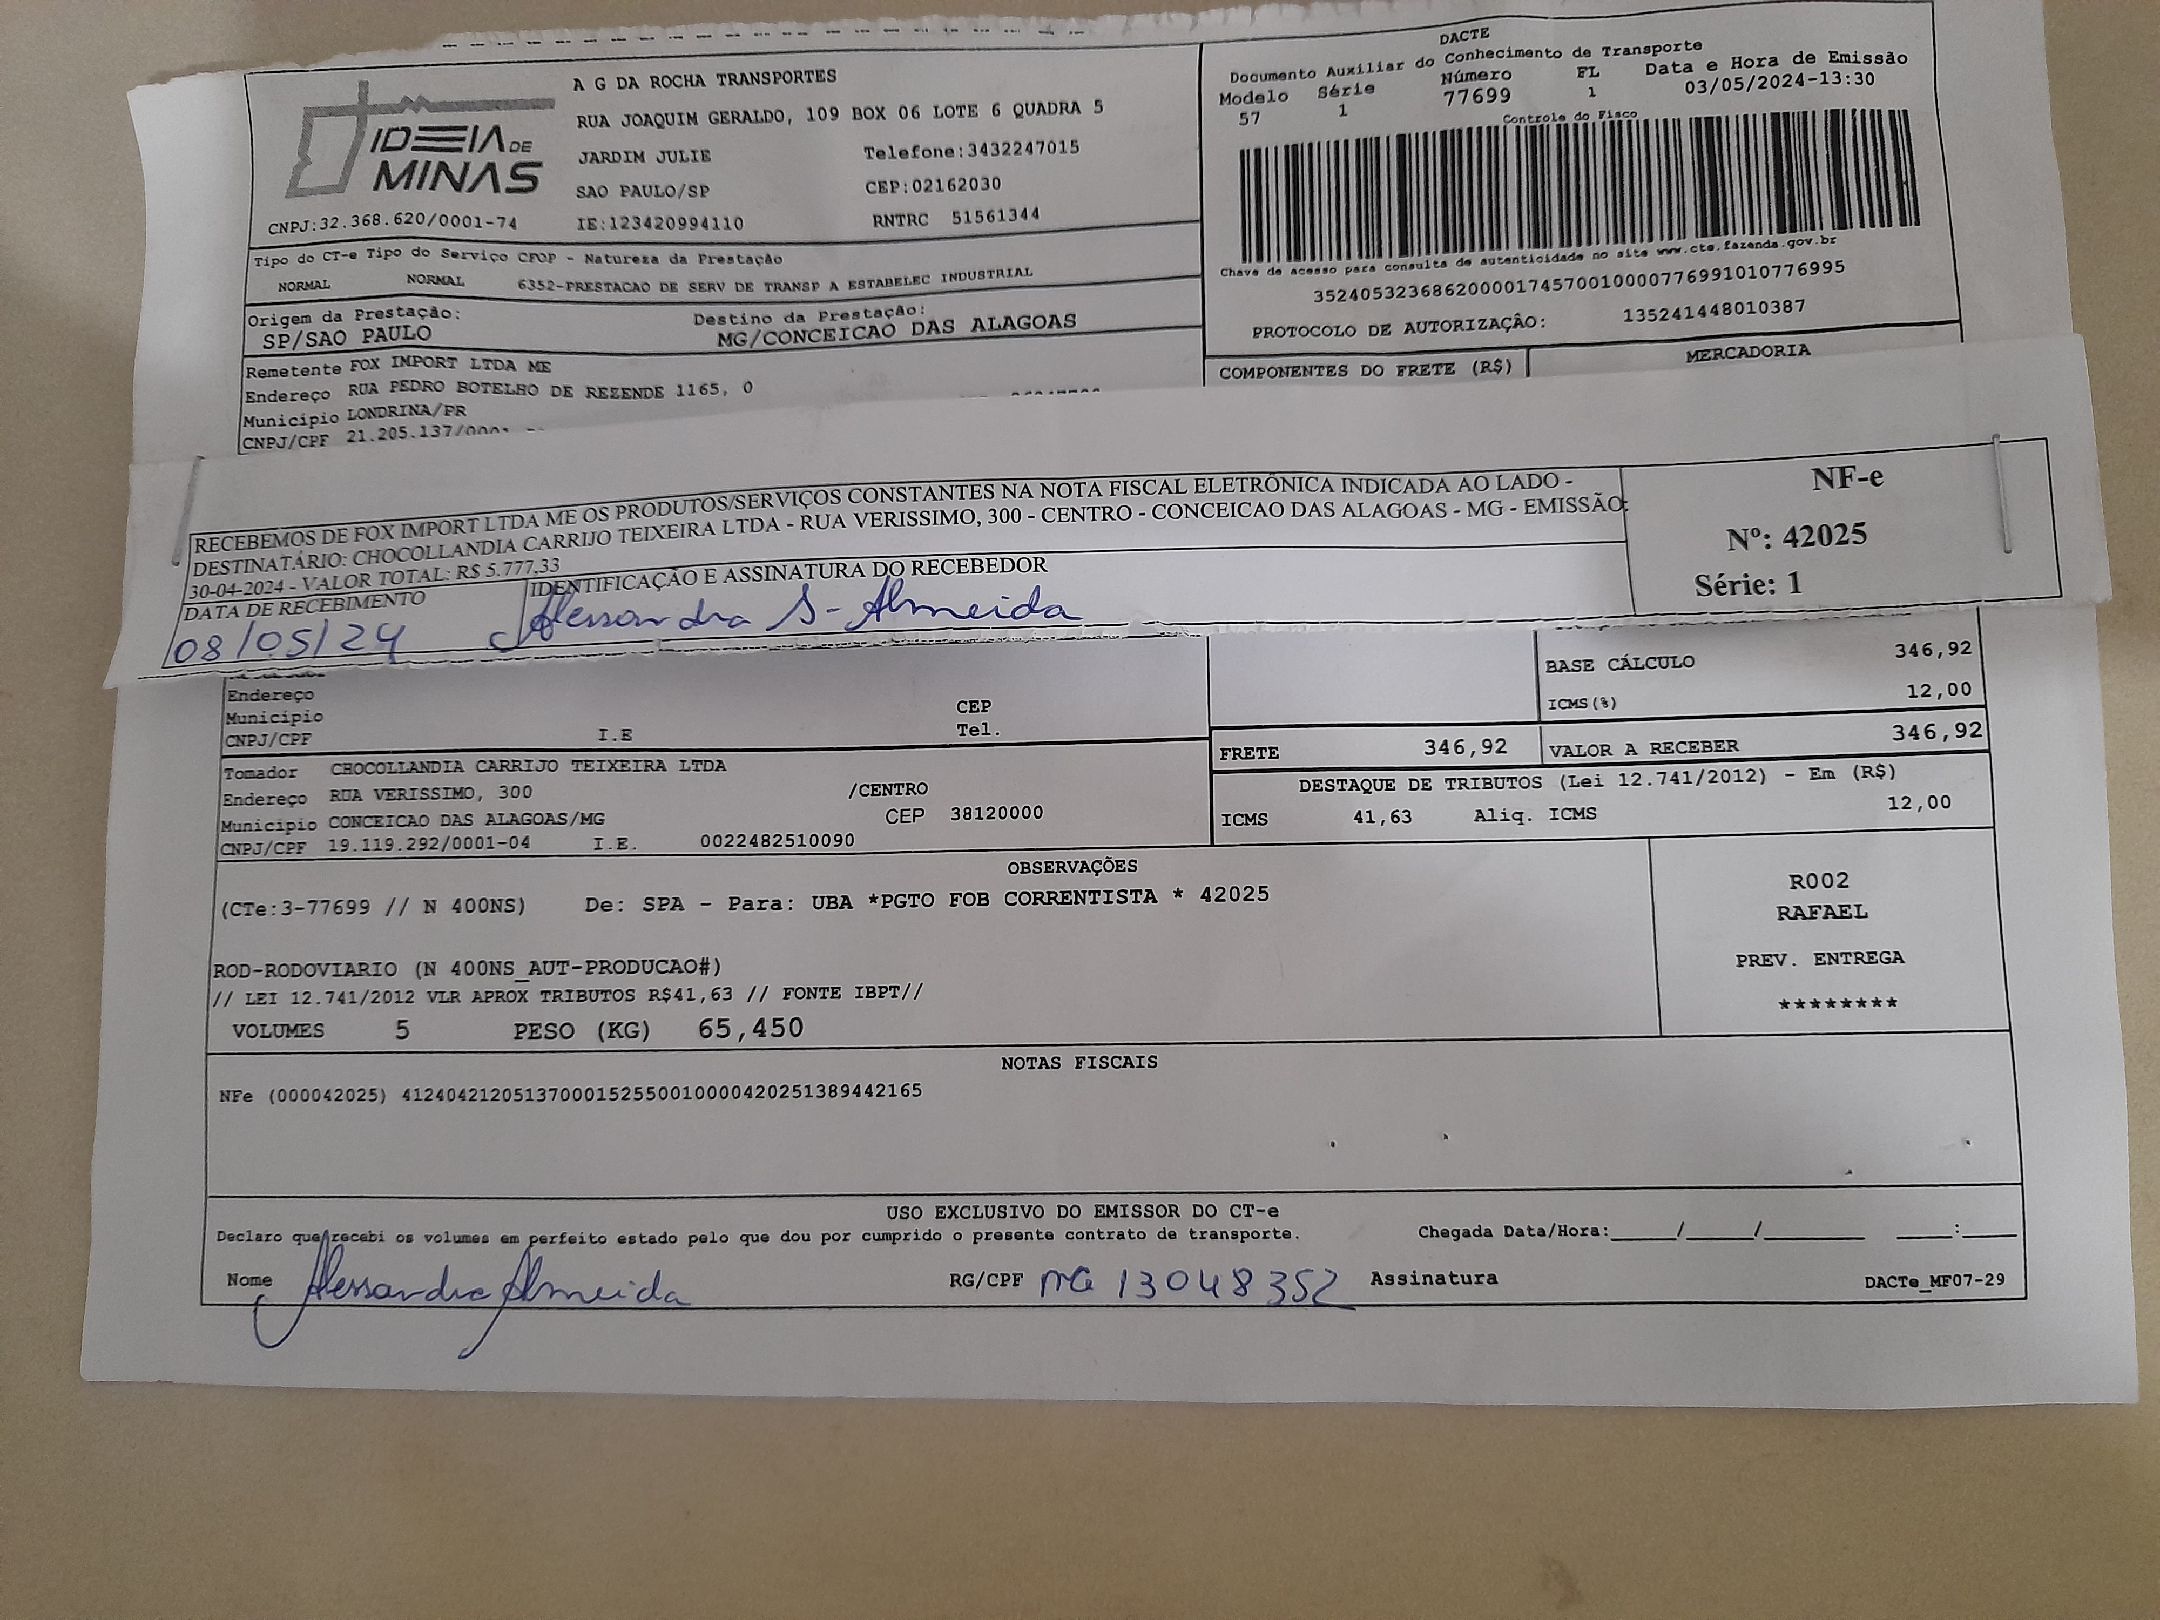 IDEIA DE MINAS
A G DA ROCHA TRANSPORTES
RUA JOAQUIM GERALDO, 109 BOX 06 LOTE 6 QUADRA 5
JARDIM JULIE Telefone:3432247015
SAO PAULO/SP CEP:02162030
CNPJ:32.368.620/0001-74 IE:123420994110 RNTRC 51561344
DACTE
Documento Auxiliar do Conhecimento de Transporte
Modelo Série Número FL Data e Hora de Emissão
57 1 77699 1 03/05/2024-13:30
Controle do Fisco
Chave de acesso para consulta de autenticidade no site www.cte.fazenda.gov.br
35240532368620000174570010000776991010776995
PROTOCOLO DE AUTORIZAÇÃO: 135241448010387
Tipo do CT-e Tipo do Serviço CFOP - Natureza da Prestação
NORMAL NORMAL 6352-PRESTACAO DE SERV DE TRANSP A ESTABELEC INDUSTRIAL
Origem da Prestação: Destino da Prestação:
SP/SAO PAULO MG/CONCEICAO DAS ALAGOAS
Remetente FOX IMPORT LTDA ME
Endereço RUA PEDRO BOTELHO DE REZENDE 1165, 0
Município LONDRINA/PR
CNPJ/CPF 21.205.137/0001
COMPONENTES DO FRETE (R$) MERCADORIA
RECEBEMOS DE FOX IMPORT LTDA ME OS PRODUTOS/SERVIÇOS CONSTANTES NA NOTA FISCAL ELETRÔNICA INDICADA AO LADO -
DESTINATÁRIO: CHOCOLLANDIA CARRIJO TEIXEIRA LTDA - RUA VERISSIMO, 300 - CENTRO - CONCEICAO DAS ALAGOAS - MG - EMISSÃO:
30-04-2024 - VALOR TOTAL: R$ 5.777,33
DATA DE RECEBIMENTO IDENTIFICAÇÃO E ASSINATURA DO RECEBEDOR
08/05/24 Alessandra S-Almeida
NF-e
Nº: 42025
Série: 1
Endereço
Município CEP
CNPJ/CPF I.E Tel.
BASE CÁLCULO 346,92
ICMS(%) 12,00
FRETE 346,92 VALOR A RECEBER 346,92
Tomador CHOCOLLANDIA CARRIJO TEIXEIRA LTDA
Endereço RUA VERISSIMO, 300 /CENTRO
Município CONCEICAO DAS ALAGOAS/MG CEP 38120000
CNPJ/CPF 19.119.292/0001-04 I.E. 0022482510090
DESTAQUE DE TRIBUTOS (Lei 12.741/2012) - Em (R$)
ICMS 41,63 Aliq. ICMS 12,00
OBSERVAÇÕES
(CTe:3-77699 // N 400NS) De: SPA - Para: UBA *PGTO FOB CORRENTISTA * 42025
ROD-RODOVIARIO (N 400NS_AUT-PRODUCAO#)
// LEI 12.741/2012 VLR APROX TRIBUTOS R$41,63 // FONTE IBPT//
VOLUMES 5 PESO (KG) 65,450
R002
RAFAEL
PREV. ENTREGA
********
NOTAS FISCAIS
NFe (000042025) 41240421205137000152550010000420251389442165
USO EXCLUSIVO DO EMISSOR DO CT-e
Declaro que recebi os volumes em perfeito estado pelo que dou por cumprido o presente contrato de transporte. Chegada Data/Hora:_____/_____/________ ____:____
Nome Alessandra Almeida RG/CPF MG 13048352 Assinatura DACTe_MF07-29